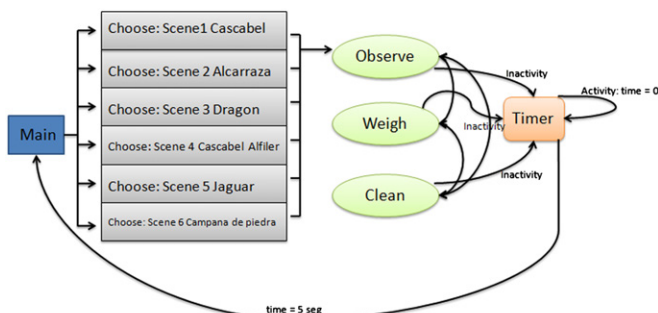 Main
Choose: Scene1 Cascabel
Choose: Scene 2 Alcarraza
Choose: Scene 3 Dragon
Choose: Scene 4 Cascabel Alfiler
Choose: Scene 5 Jaguar
Choose: Scene 6 Campana de piedra
Observe
Weigh
Clean
Inactivity
Inactivity
Inactivity
Timer
Activity: time = 0
time = 5 seg